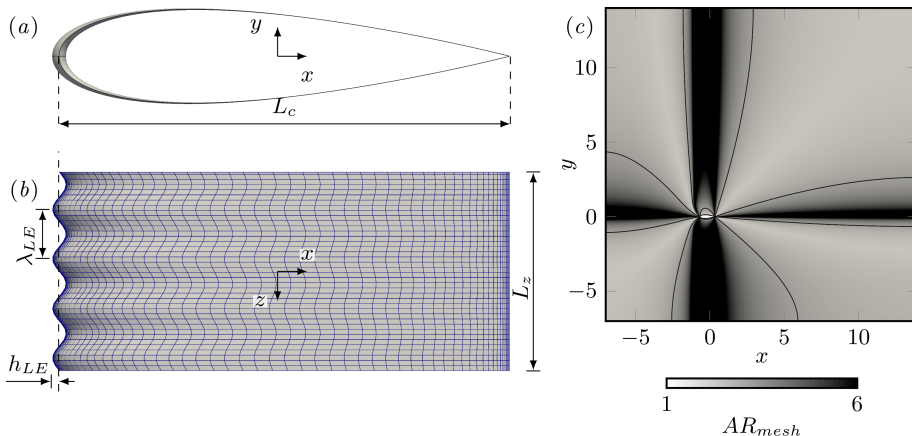 (a)
y
x
L_c
(b)
λ_LE
x
z
L_z
h_LE
(c)
10
5
0
−5
y
−5 0 5 10
x
1 6
AR_mesh